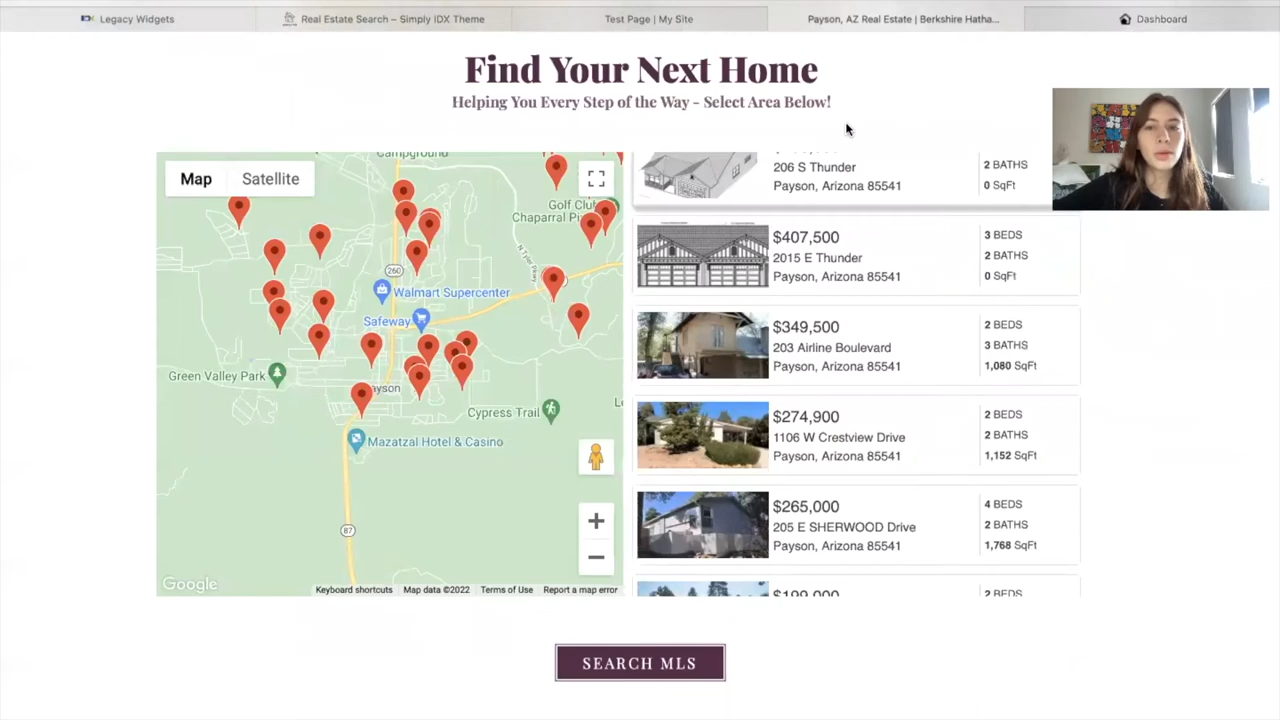 Legacy Widgets
Real Estate Search – Simply IDX Theme
Test Page | My Site
Payson, AZ Real Estate | Berkshire Hatha...
Dashboard
Find Your Next Home
Helping You Every Step of the Way - Select Area Below!
Map
Satellite
Campground
Golf Club
Chaparral Pi
N Tyler Pkwy
260
Walmart Supercenter
Safeway
Green Valley Park
ayson
Cypress Trail
Mazatzal Hotel & Casino
87
Google
Keyboard shortcuts
Map data ©2022
Terms of Use
Report a map error
206 S Thunder
Payson, Arizona 85541
2 BATHS
0 SqFt
$407,500
2015 E Thunder
Payson, Arizona 85541
3 BEDS
2 BATHS
0 SqFt
$349,500
203 Airline Boulevard
Payson, Arizona 85541
2 BEDS
3 BATHS
1,080 SqFt
$274,900
1106 W Crestview Drive
Payson, Arizona 85541
2 BEDS
2 BATHS
1,152 SqFt
$265,000
205 E SHERWOOD Drive
Payson, Arizona 85541
4 BEDS
2 BATHS
1,768 SqFt
$199,000
2 BEDS
SEARCH MLS